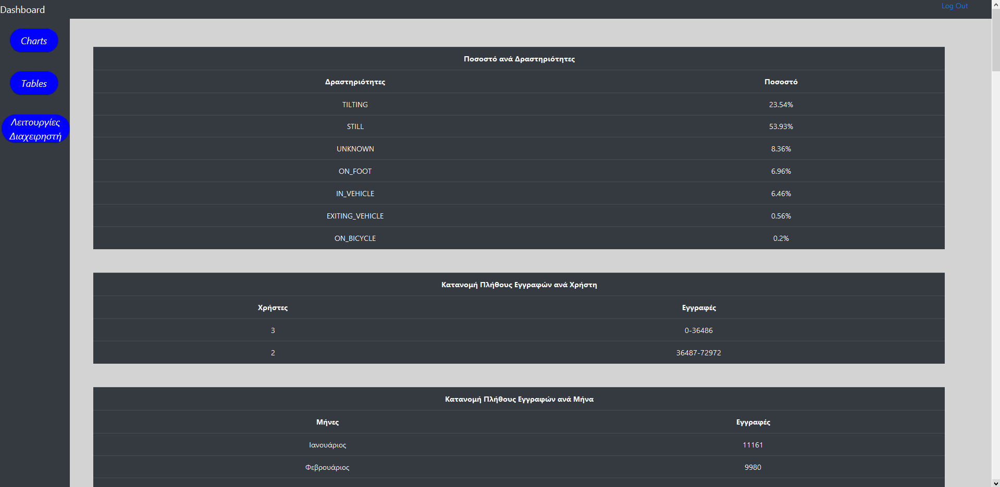 Dashboard
Log Out
Charts
Tables
Λειτουργίες
Διαχειρηστή
Ποσοστό ανά Δραστηριότητες
Δραστηριότητες Ποσοστό
TILTING 23.54%
STILL 53.93%
UNKNOWN 8.36%
ON_FOOT 6.96%
IN_VEHICLE 6.46%
EXITING_VEHICLE 0.56%
ON_BICYCLE 0.2%
Κατανομή Πλήθους Εγγραφών ανά Χρήστη
Χρήστες Εγγραφές
3 0-36486
2 36487-72972
Κατανομή Πλήθους Εγγραφών ανά Μήνα
Μήνες Εγγραφές
Ιανουάριος 11161
Φεβρουάριος 9980